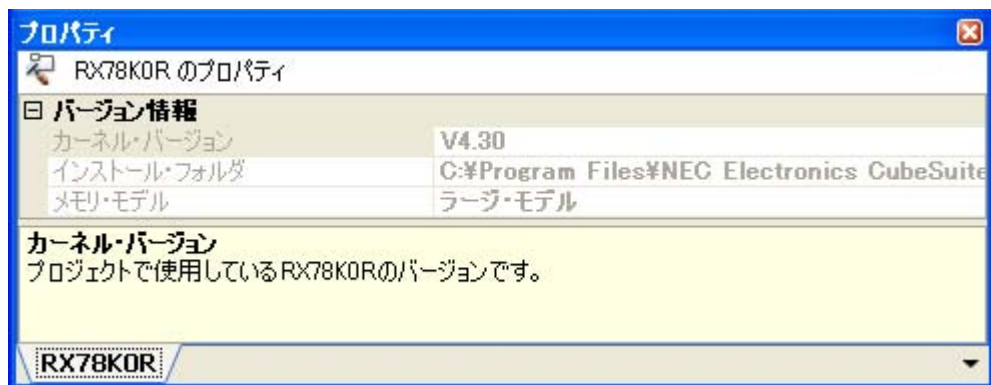 プロパティ
RX78K0R のプロパティ
バージョン情報
カーネル・バージョン V4.30
インストール・フォルダ C:¥Program Files¥NEC Electronics CubeSuite
メモリ・モデル ラージ・モデル
カーネル・バージョン
プロジェクトで使用しているRX78K0Rのバージョンです。
RX78K0R